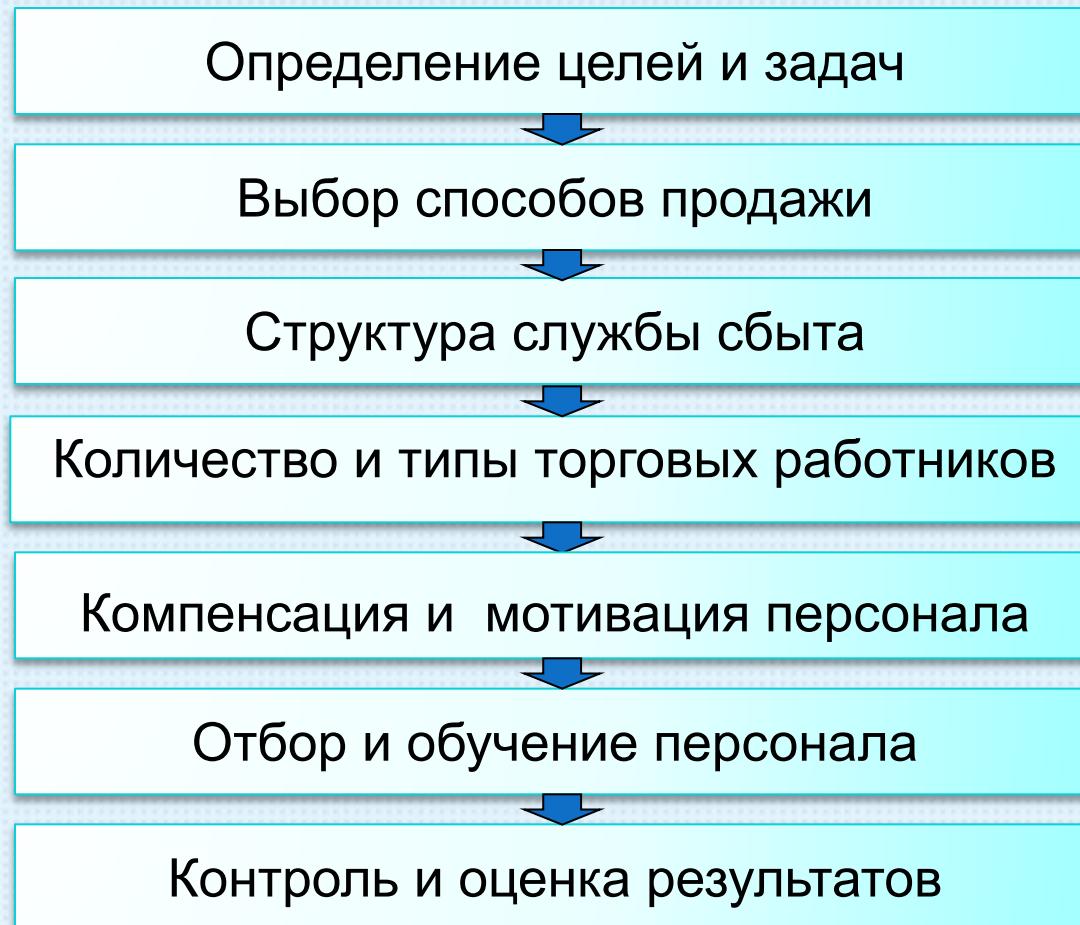 Определение целей и задач
Выбор способов продажи
Структура службы сбыта
Количество и типы торговых работников
Компенсация и  мотивация персонала
Отбор и обучение персонала
Контроль и оценка результатов